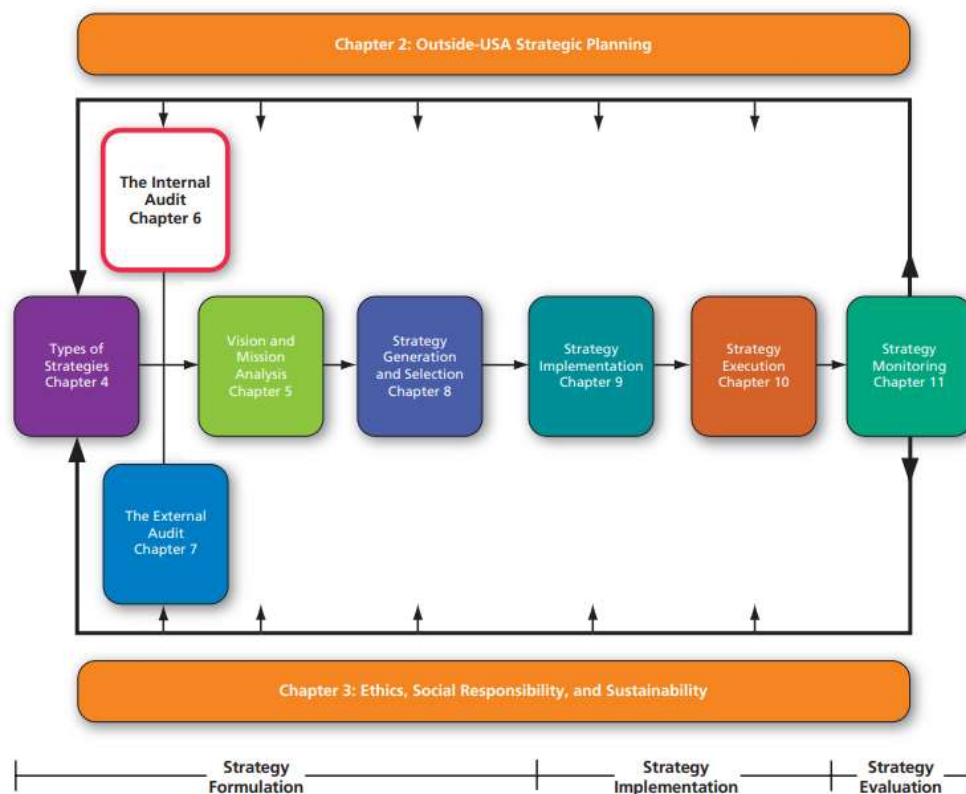 Chapter 2: Outside-USA Strategic Planning
The Internal
Audit
Chapter 6
Types of
Strategies
Chapter 4
Vision and
Mission
Analysis
Chapter 5
Strategy
Generation
and Selection
Chapter 8
Strategy
Implementation
Chapter 9
Strategy
Execution
Chapter 10
Strategy
Monitoring
Chapter 11
The External
Audit
Chapter 7
Chapter 3: Ethics, Social Responsibility, and Sustainability
Strategy
Formulation
Strategy
Implementation
Strategy
Evaluation